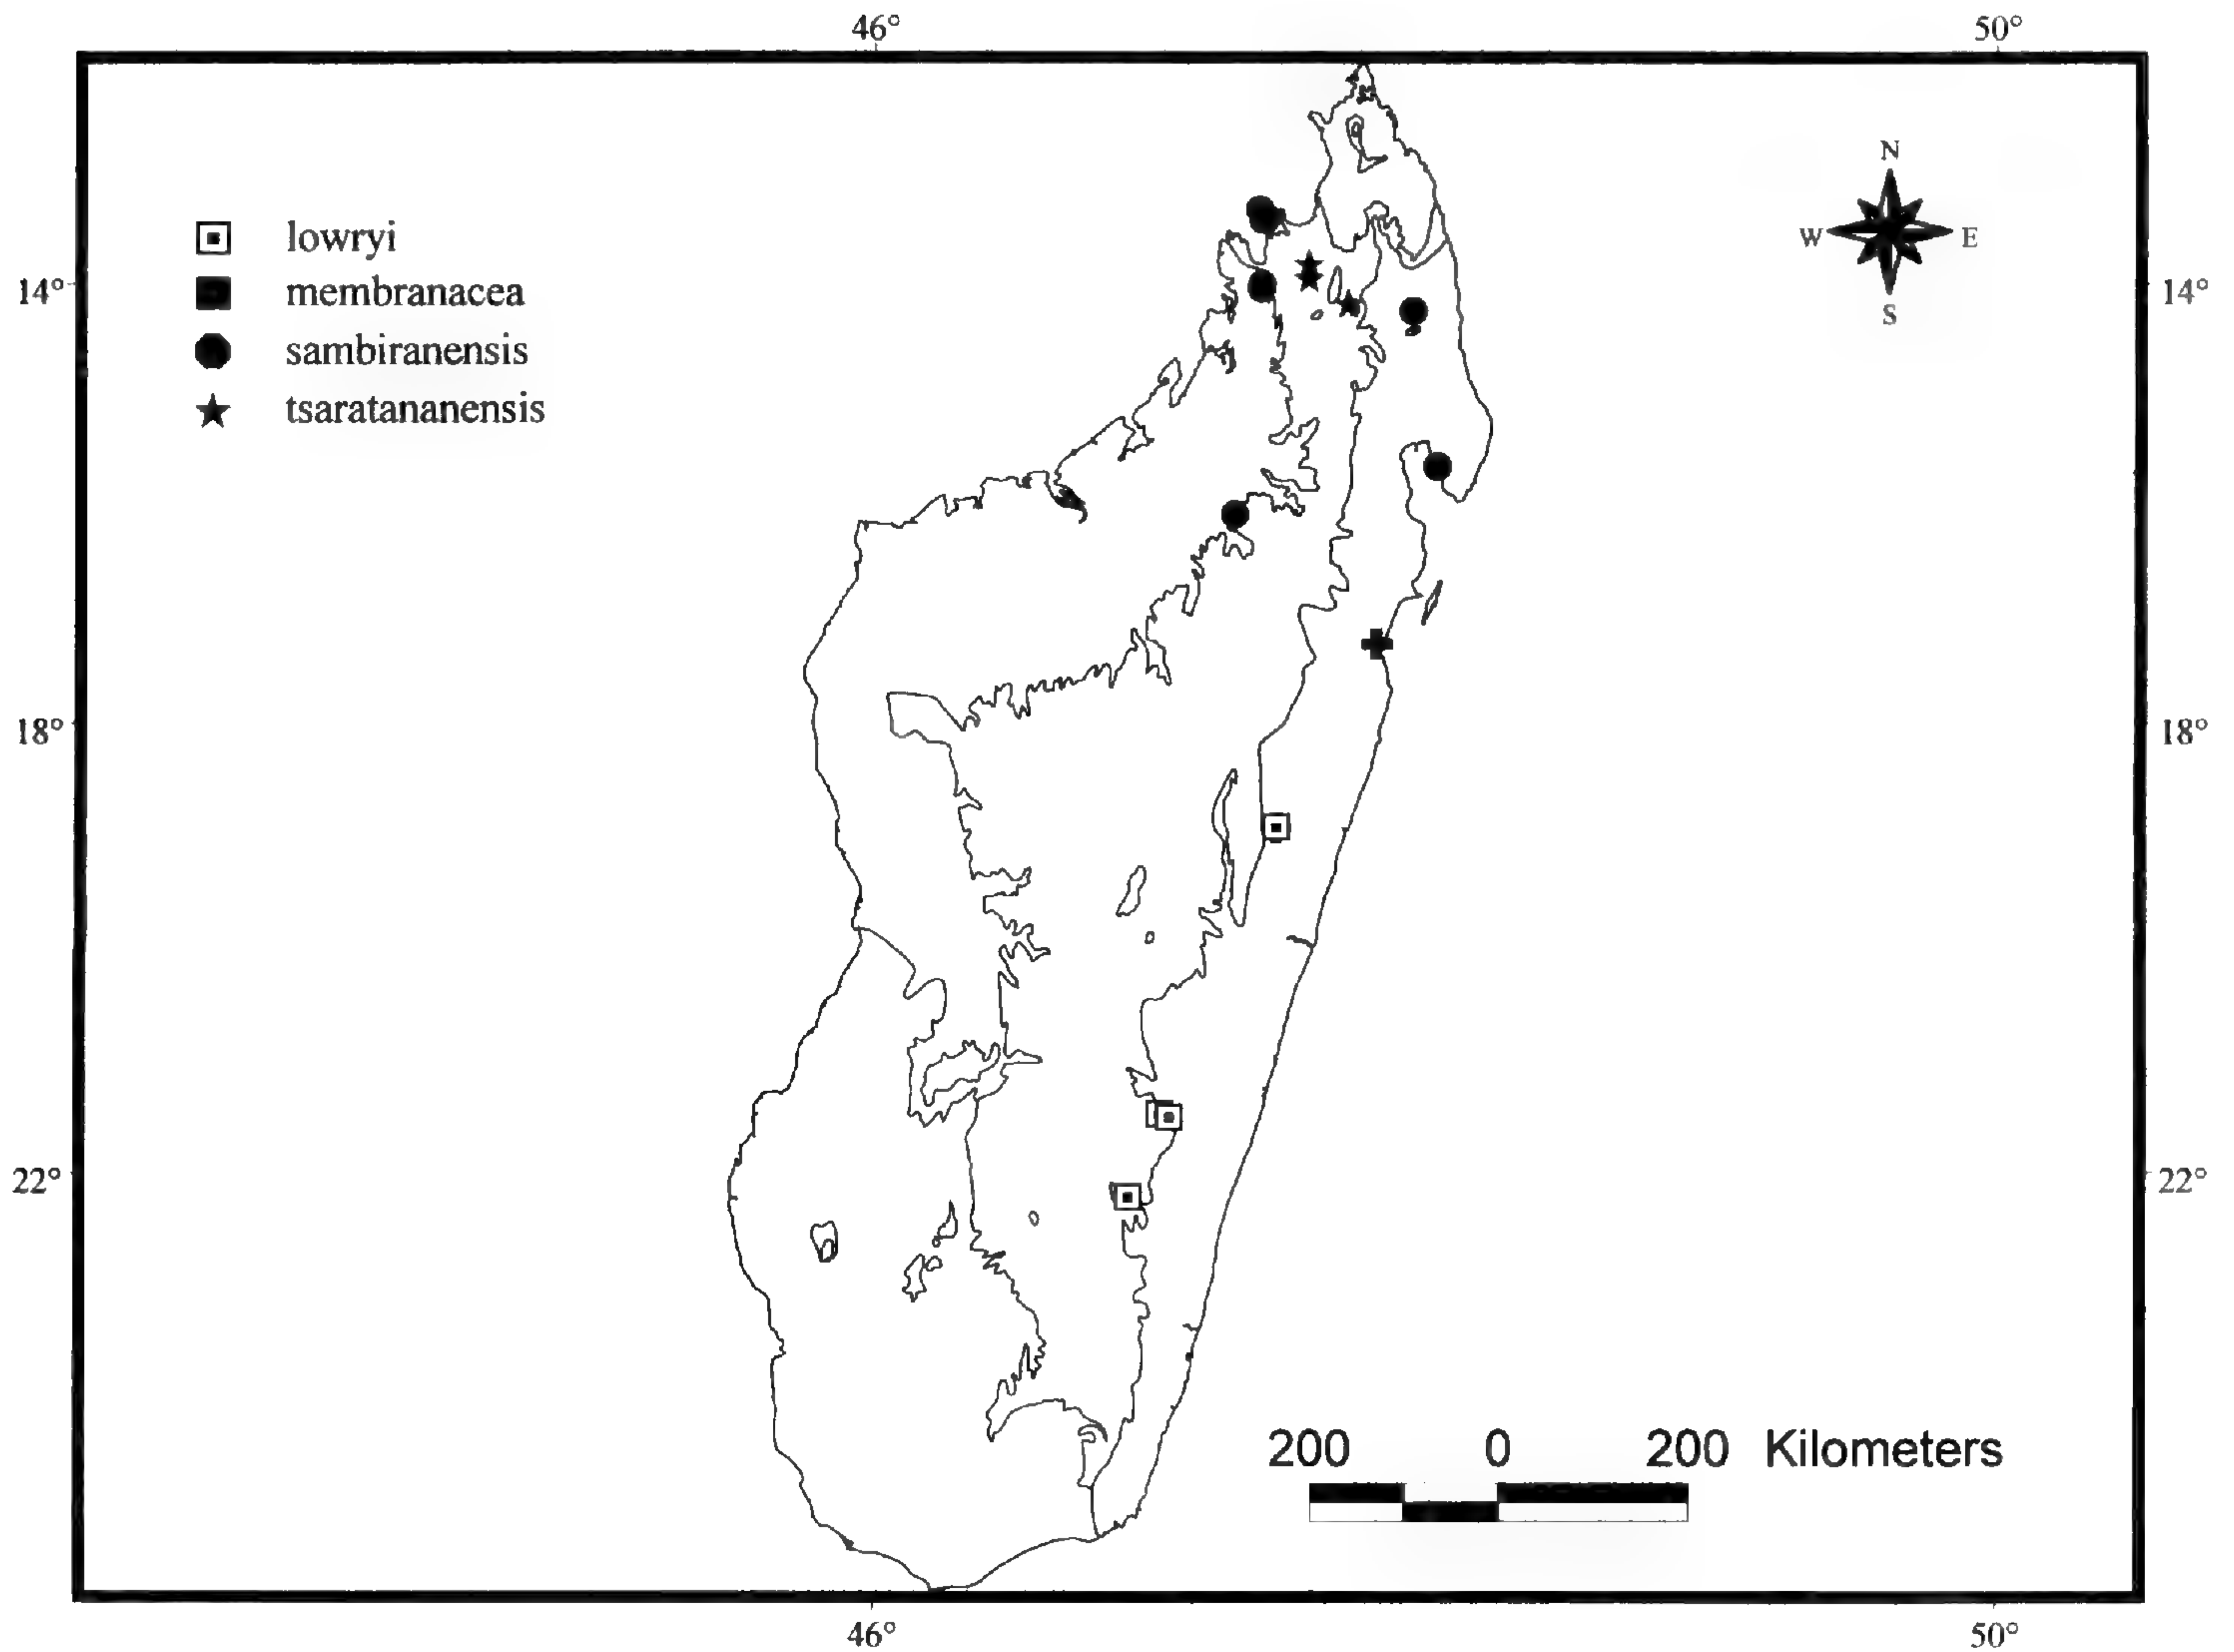 46° 50°
N
W E
S
lowryi
membranacea
sambiranensis
tsaratananensis
14° 14°
18° 18°
22° 22°
200 0 200 Kilometers
46° 50°